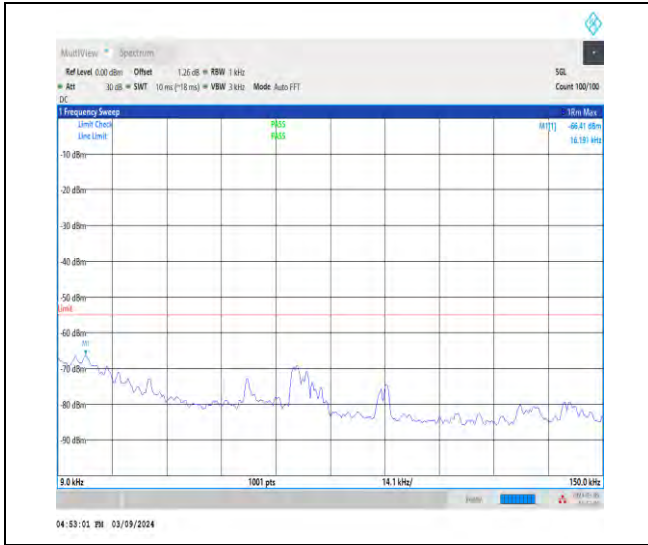 MultiView Spectrum
Ref Level 0.00 dBm Offset 1.26 dB RBW 1 kHz SGL
Att 30 dB SWT 10 ms (~18 ms) VBW 3 kHz Mode Auto FFT Count 100/100
DC
1 Frequency Sweep 1Rm Max
Limit Check PASS M1[1] -66.41 dBm
Line Limit PASS 16.191 kHz
-10 dBm
-20 dBm
-30 dBm
-40 dBm
-50 dBm
Limit
-60 dBm
M1
-70 dBm
-80 dBm
-90 dBm
9.0 kHz 1001 pts 14.1 kHz/ 150.0 kHz
04:53:01 PM 03/09/2024